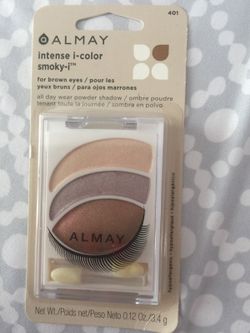 401
ALMAY
intense i-color
smoky-i™
for brown eyes / pour les
yeux bruns / para ojos marrones
all day wear powder shadow / ombre poudre
tenant toute la journée / sombra en polvo
ALMAY
Net Wt./Poids net/Peso Neto 0.12 Oz/3,4 g